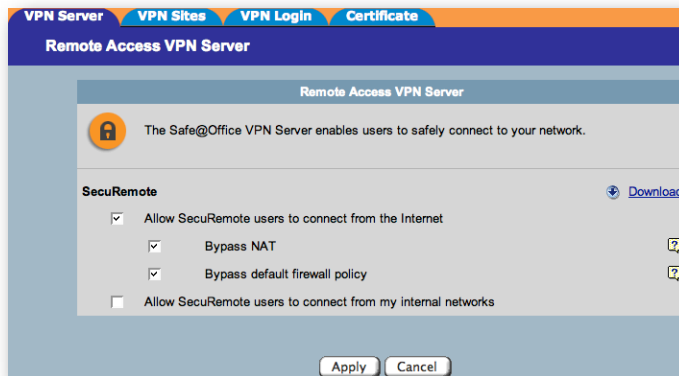 VPN Server VPN Sites VPN Login Certificate
Remote Access VPN Server
Remote Access VPN Server
The Safe@Office VPN Server enables users to safely connect to your network.
SecuRemote Download
Allow SecuRemote users to connect from the Internet
Bypass NAT ?
Bypass default firewall policy ?
Allow SecuRemote users to connect from my internal networks
Apply Cancel